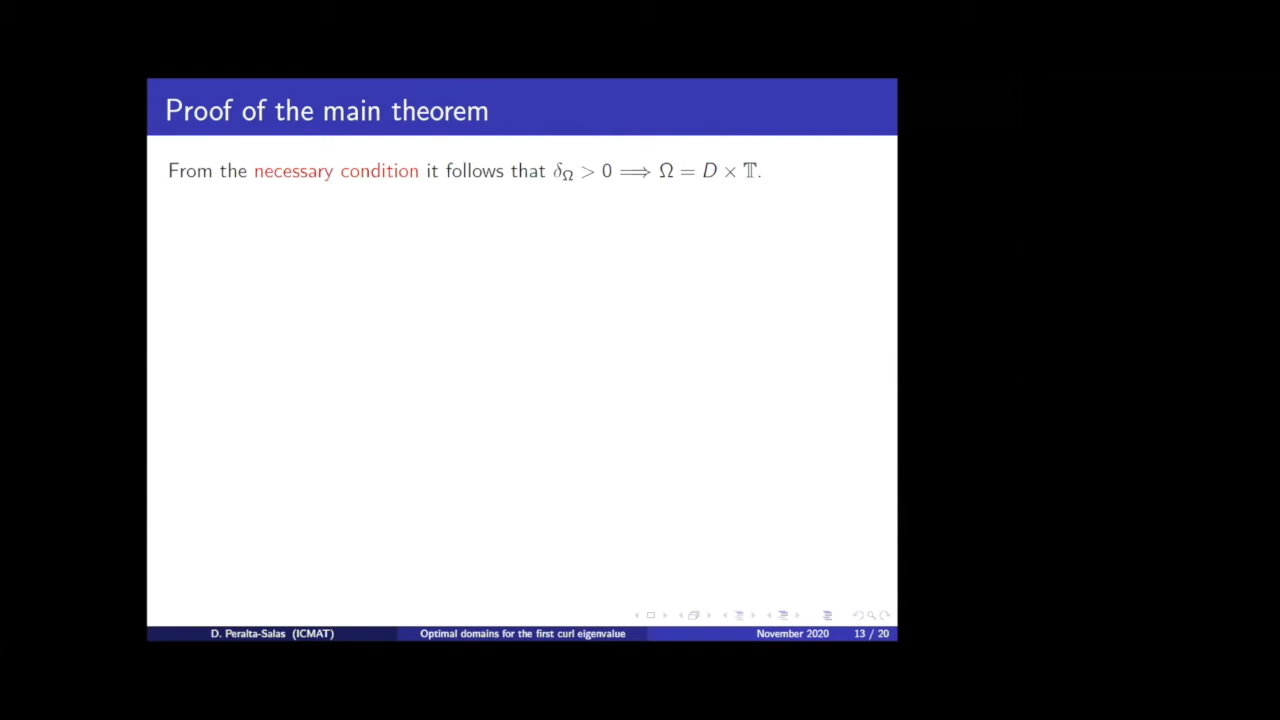 Proof of the main theorem
From the necessary condition it follows that δ_Ω > 0 ⟹ Ω = D × 𝕋.
D. Peralta-Salas (ICMAT) Optimal domains for the first curl eigenvalue November 2020 13 / 20